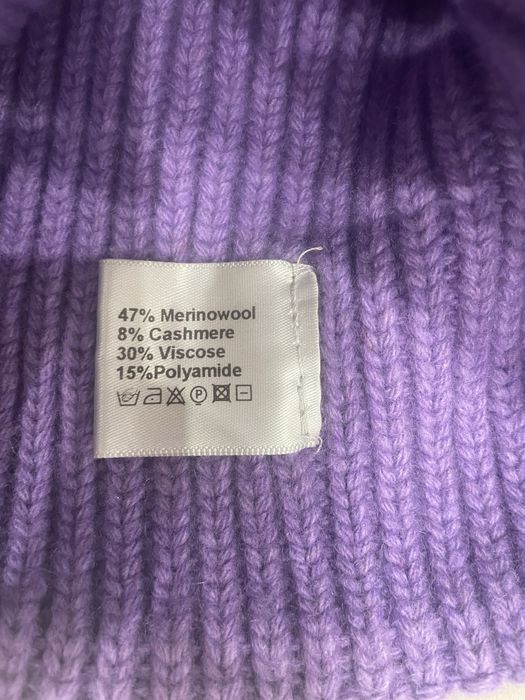 47% Merinowool
8% Cashmere
30% Viscose
15%Polyamide
P